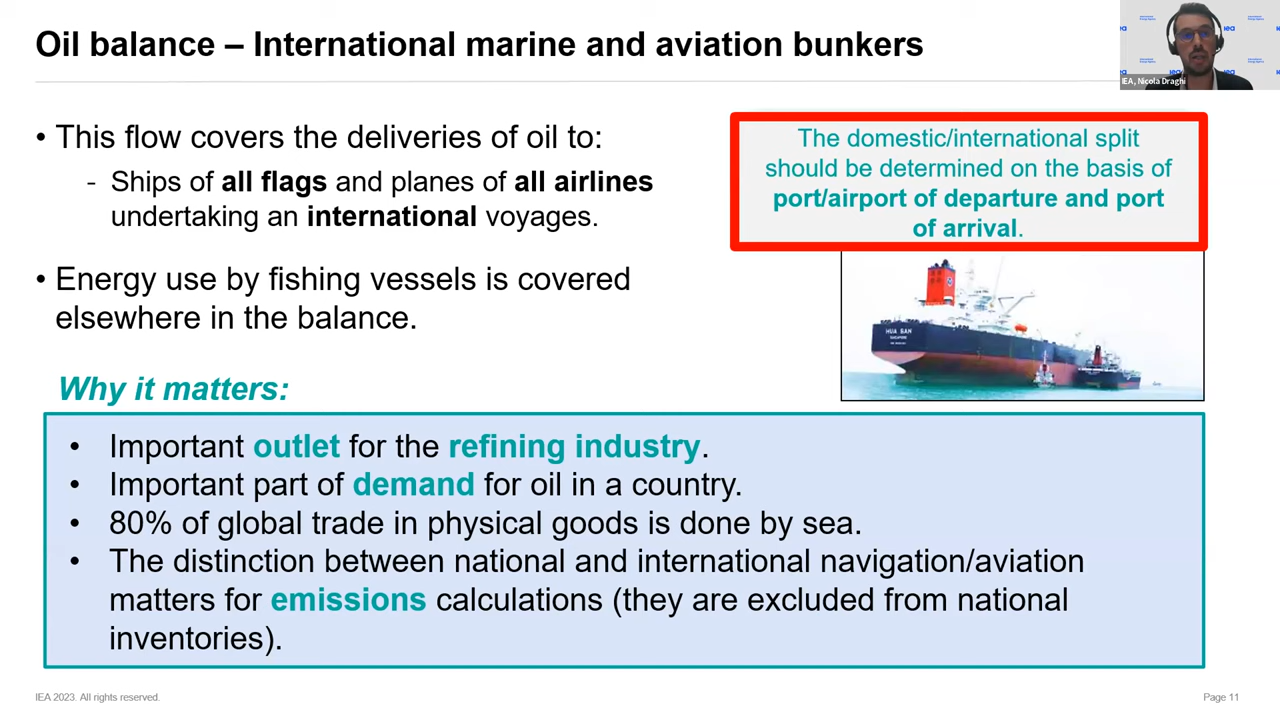 Oil balance – International marine and aviation bunkers
IEA, Nicola Draghi
• This flow covers the deliveries of oil to:
- Ships of all flags and planes of all airlines
undertaking an international voyages.
• Energy use by fishing vessels is covered
elsewhere in the balance.
The domestic/international split
should be determined on the basis of
port/airport of departure and port
of arrival.
HUA SAN
Why it matters:
• Important outlet for the refining industry.
• Important part of demand for oil in a country.
• 80% of global trade in physical goods is done by sea.
• The distinction between national and international navigation/aviation
matters for emissions calculations (they are excluded from national
inventories).
IEA 2023. All rights reserved.
Page 11